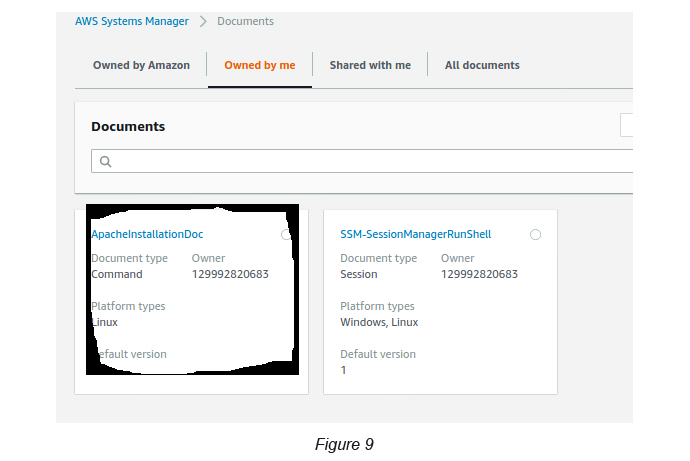 AWS Systems Manager > Documents
Owned by Amazon Owned by me Shared with me All documents
Documents
ApacheInstallationDoc
Document type Owner
Command 129992820683
Platform types
Linux
Default version
SSM-SessionManagerRunShell
Document type Owner
Session 129992820683
Platform types
Windows, Linux
Default version
1
Figure 9